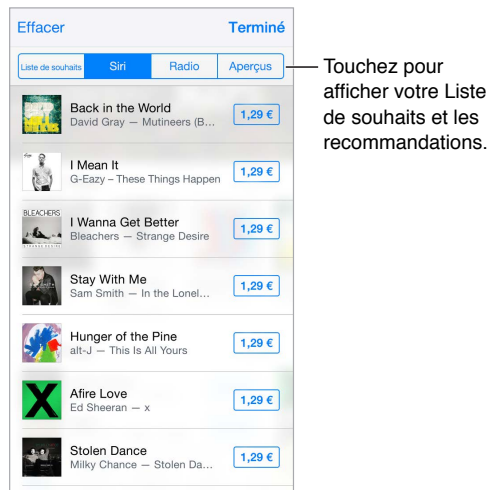 Effacer
Terminé
Liste de souhaits
Siri
Radio
Aperçus
Touchez pour
afficher votre Liste
de souhaits et les
recommandations.
Back in the World
David Gray — Mutineers (B...
1,29 €
I Mean It
G-Eazy – These Things Happen
1,29 €
BLEACHERS
STRANGE DESIRE
I Wanna Get Better
Bleachers — Strange Desire
1,29 €
Stay With Me
Sam Smith — In the Lonel...
1,29 €
Hunger of the Pine
alt-J — This Is All Yours
1,29 €
X
Afire Love
Ed Sheeran — x
1,29 €
Stolen Dance
Milky Chance — Stolen Da...
1,29 €